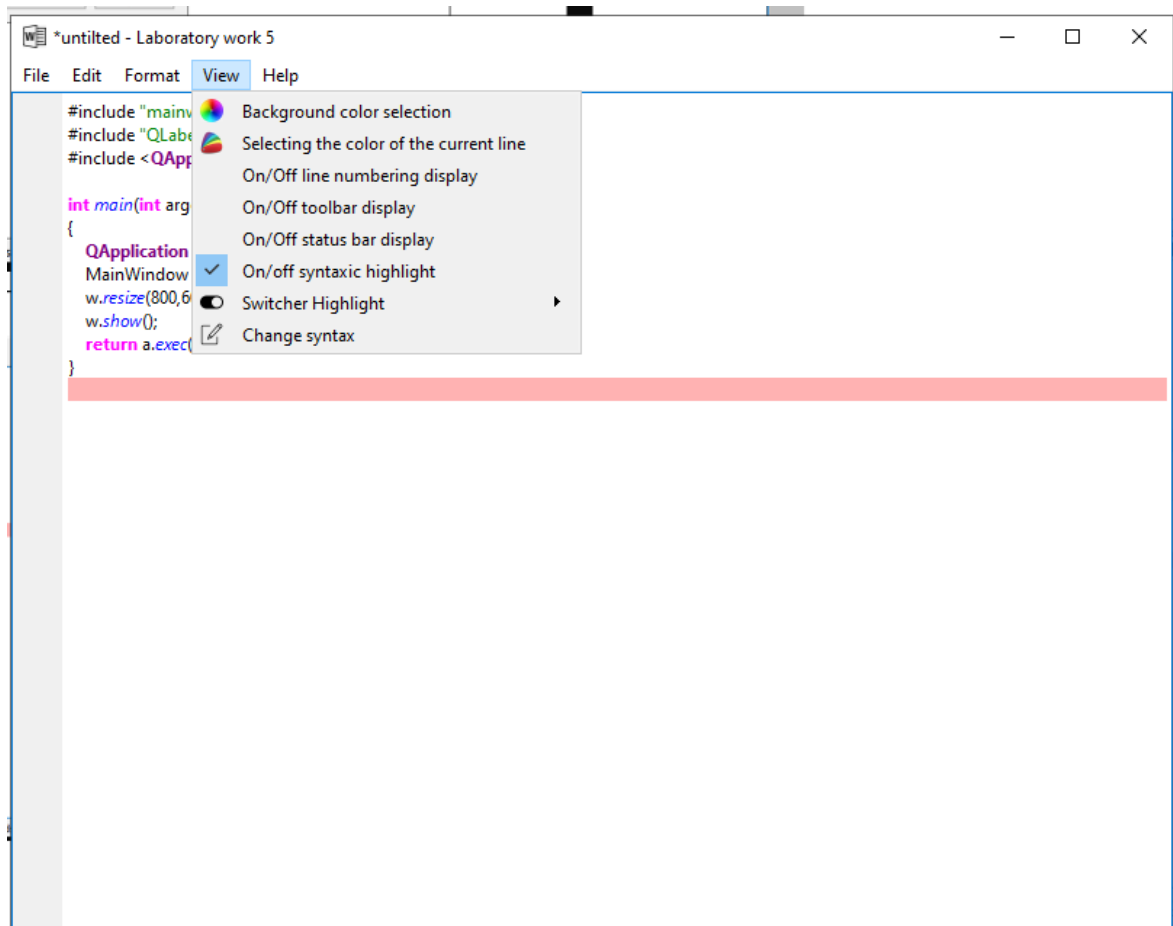 *untilted - Laboratory work 5
File Edit Format View Help
#include "mainw
#include "QLabe
#include <QApp
int main(int arg
{
QApplication
MainWindow
w.resize(800,60
w.show();
return a.exec(
}
Background color selection
Selecting the color of the current line
On/Off line numbering display
On/Off toolbar display
On/Off status bar display
On/off syntaxic highlight
Switcher Highlight
Change syntax